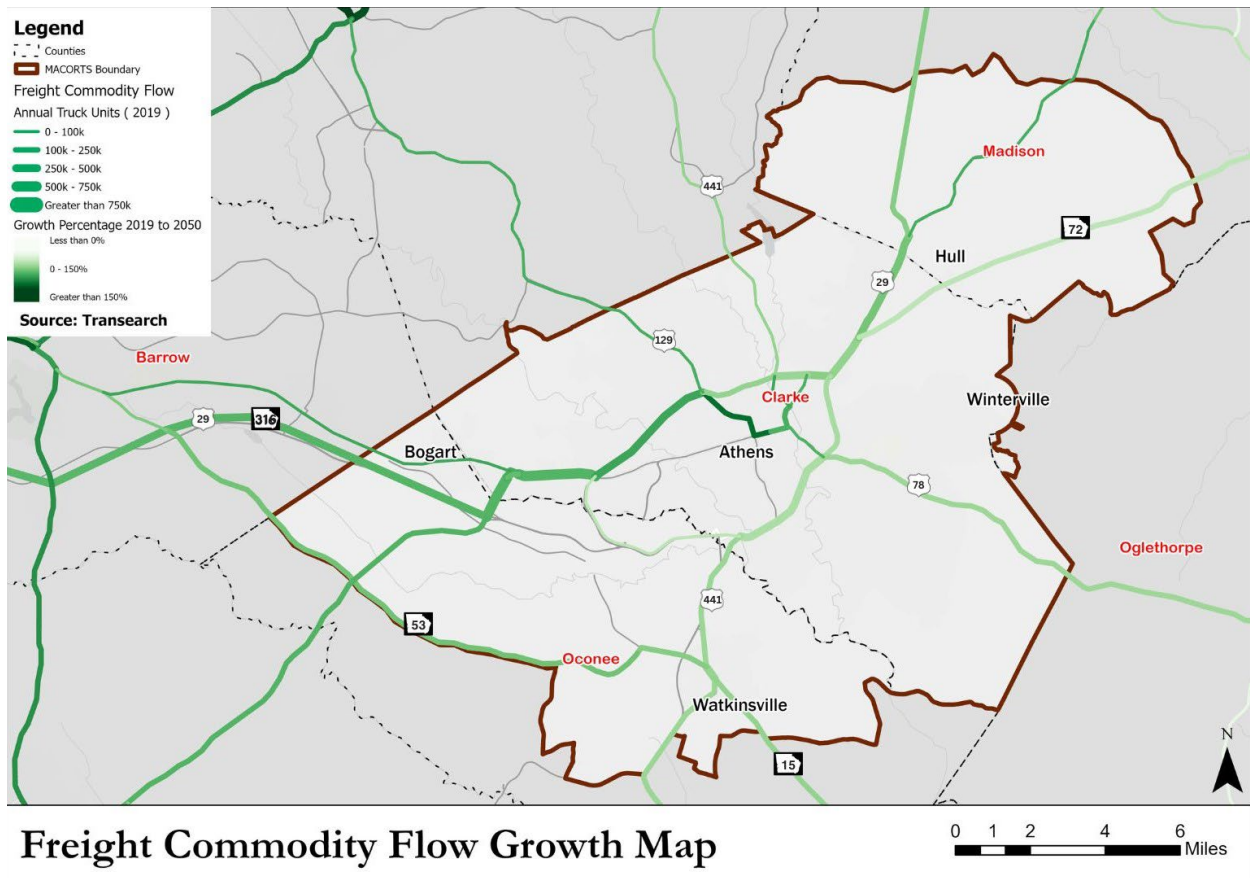 Legend
Counties
MACORTS Boundary
Freight Commodity Flow
Annual Truck Units ( 2019 )
0 - 100k
100k - 250k
250k - 500k
500k - 750k
Greater than 750k
Growth Percentage 2019 to 2050
Less than 0%
0 - 150%
Greater than 150%
Source: Transearch
441
Madison
72
Hull
29
129
Barrow
29
316
Clarke
Winterville
Bogart
Athens
78
Oglethorpe
441
53
Oconee
Watkinsville
15
N
Freight Commodity Flow Growth Map
0 1 2 4 6
Miles